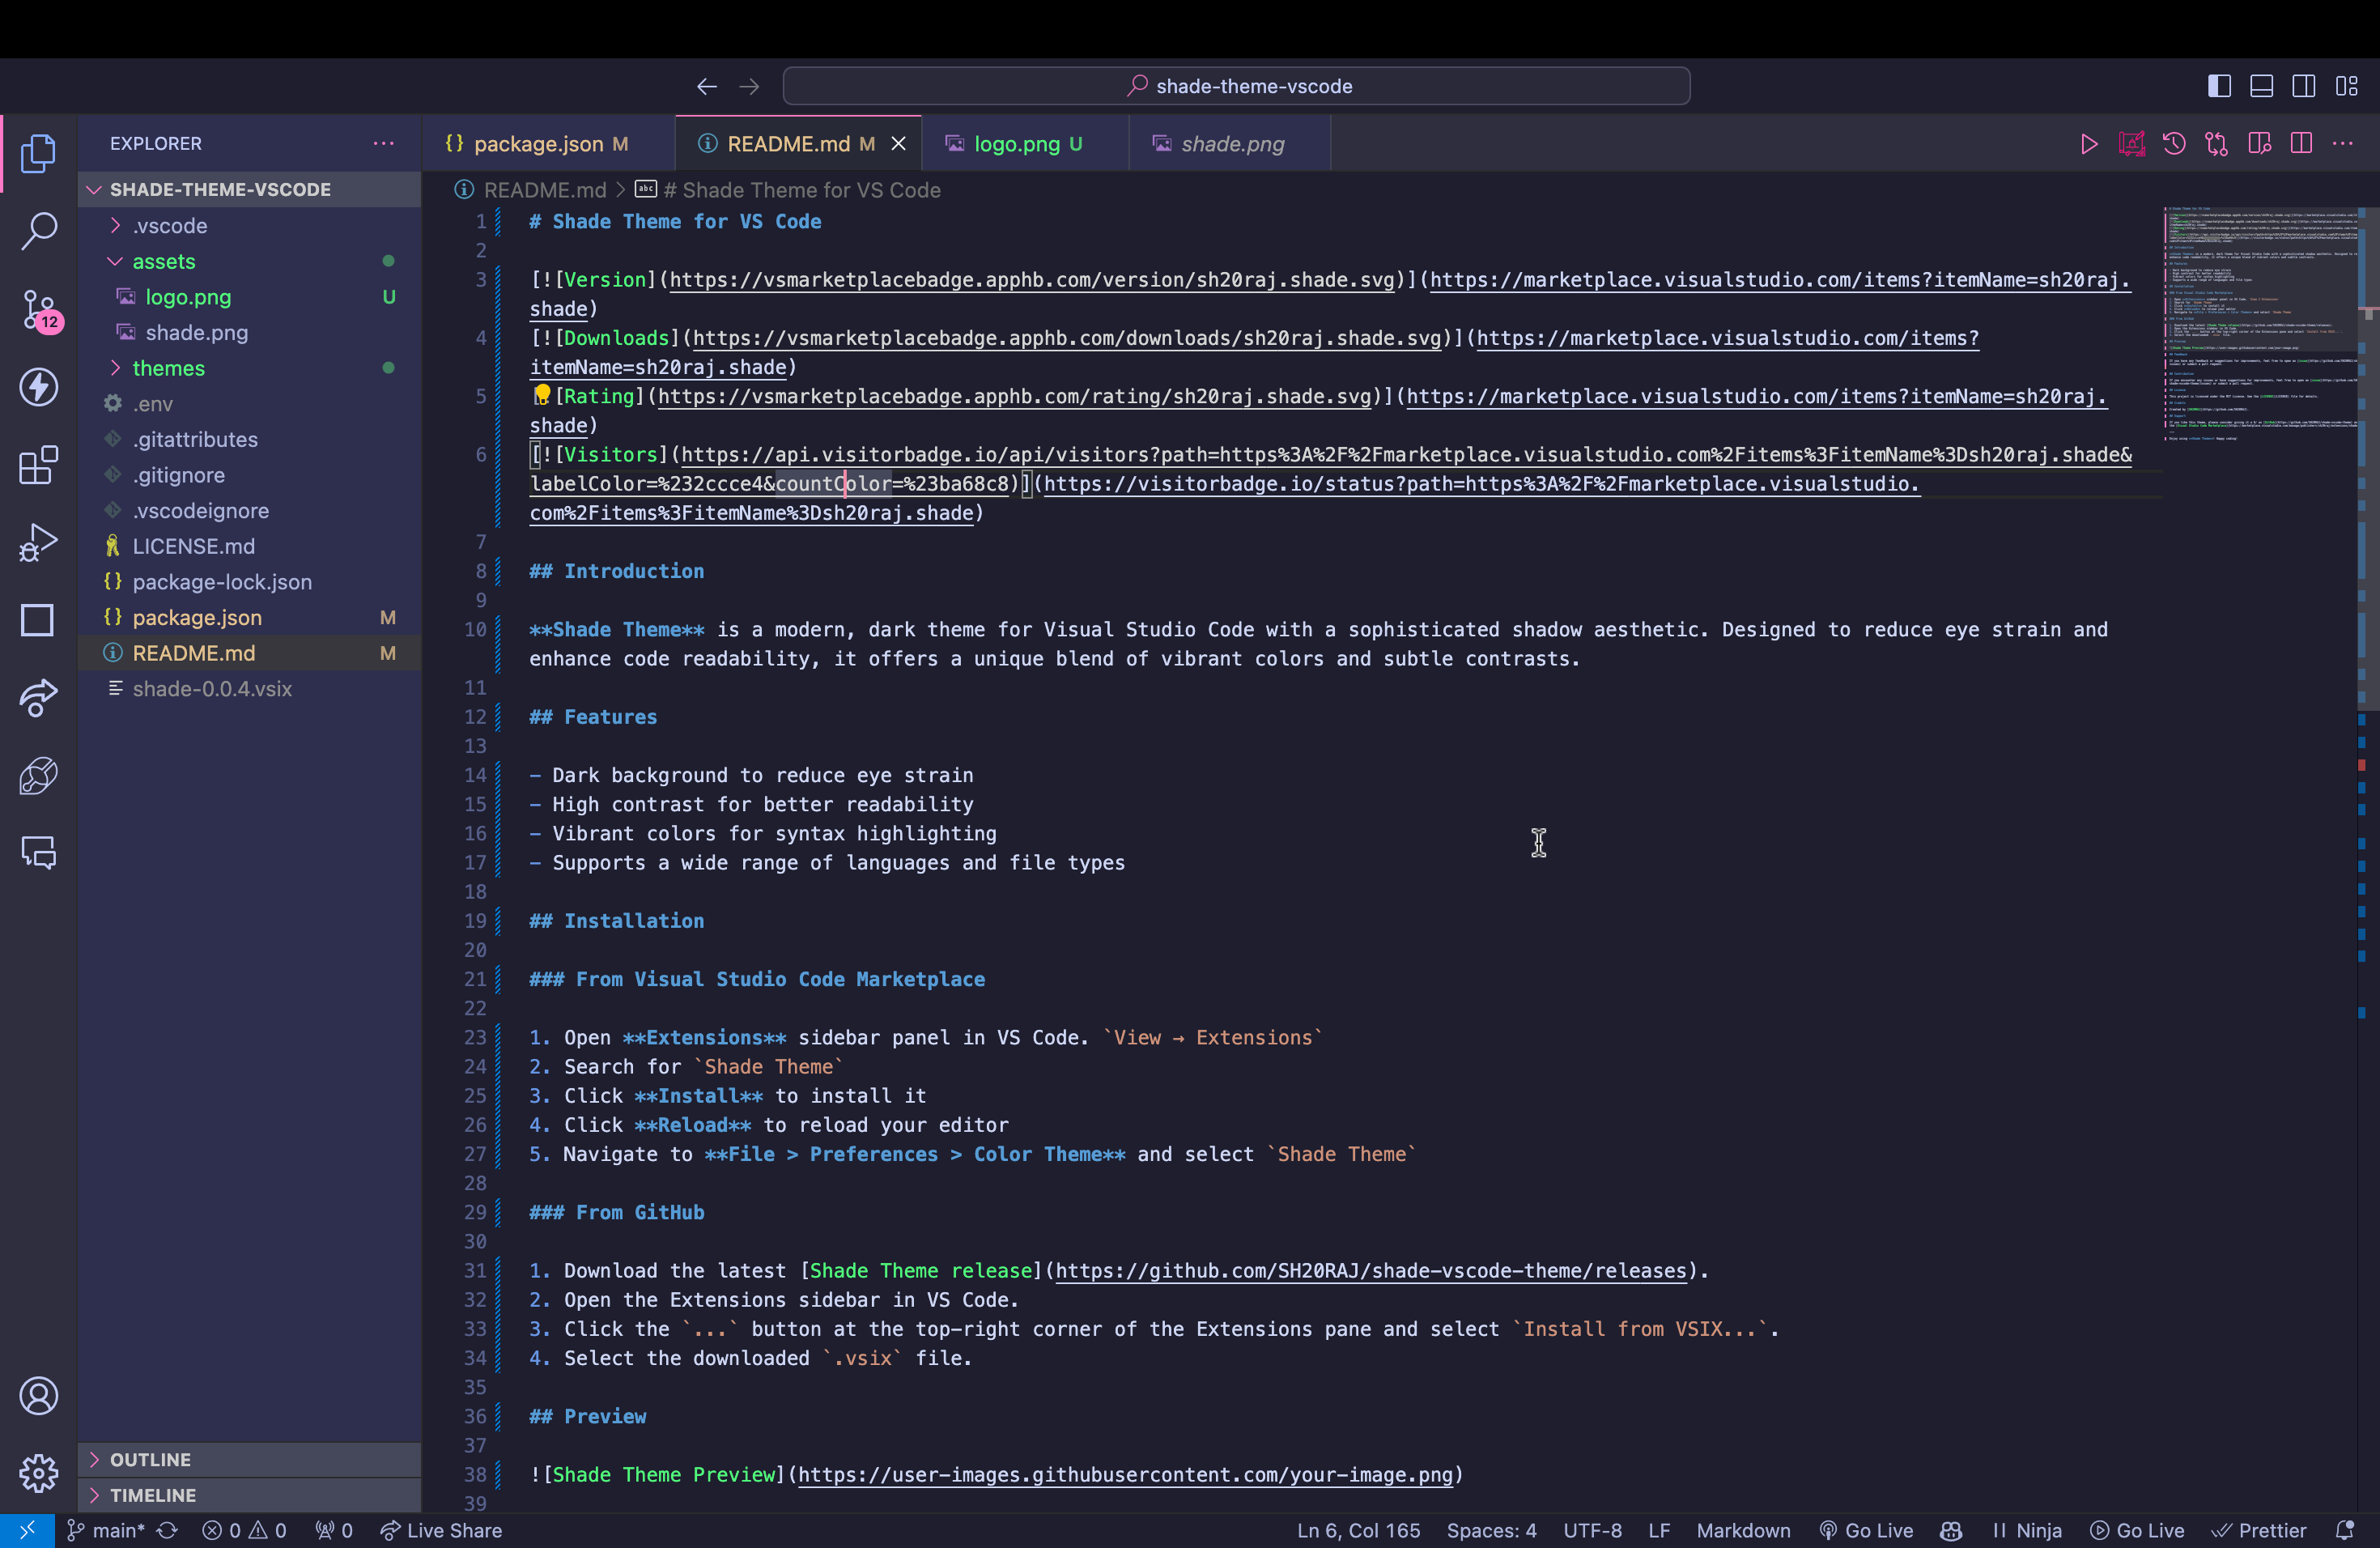 shade-theme-vscode
EXPLORER
package.json M
README.md M
logo.png U
shade.png
SHADE-THEME-VSCODE
.vscode
assets
logo.png U
shade.png
themes
.env
.gitattributes
.gitignore
.vscodeignore
LICENSE.md
package-lock.json
package.json M
README.md M
shade-0.0.4.vsix
OUTLINE
TIMELINE
12
README.md > # Shade Theme for VS Code
1 # Shade Theme for VS Code
2
3 [![Version](https://vsmarketplacebadge.apphb.com/version/sh20raj.shade.svg)](https://marketplace.visualstudio.com/items?itemName=sh20raj.
shade)
4 [![Downloads](https://vsmarketplacebadge.apphb.com/downloads/sh20raj.shade.svg)](https://marketplace.visualstudio.com/items?
itemName=sh20raj.shade)
5 [Rating](https://vsmarketplacebadge.apphb.com/rating/sh20raj.shade.svg)](https://marketplace.visualstudio.com/items?itemName=sh20raj.
shade)
6 [![Visitors](https://api.visitorbadge.io/api/visitors?path=https%3A%2F%2Fmarketplace.visualstudio.com%2Fitems%3FitemName%3Dsh20raj.shade&
labelColor=%232ccce4&countColor=%23ba68c8)](https://visitorbadge.io/status?path=https%3A%2F%2Fmarketplace.visualstudio.
com%2Fitems%3FitemName%3Dsh20raj.shade)
7
8 ## Introduction
9
10 **Shade Theme** is a modern, dark theme for Visual Studio Code with a sophisticated shadow aesthetic. Designed to reduce eye strain and
enhance code readability, it offers a unique blend of vibrant colors and subtle contrasts.
11
12 ## Features
13
14 - Dark background to reduce eye strain
15 - High contrast for better readability
16 - Vibrant colors for syntax highlighting
17 - Supports a wide range of languages and file types
18
19 ## Installation
20
21 ### From Visual Studio Code Marketplace
22
23 1. Open **Extensions** sidebar panel in VS Code. `View → Extensions`
24 2. Search for `Shade Theme`
25 3. Click **Install** to install it
26 4. Click **Reload** to reload your editor
27 5. Navigate to **File > Preferences > Color Theme** and select `Shade Theme`
28
29 ### From GitHub
30
31 1. Download the latest [Shade Theme release](https://github.com/SH20RAJ/shade-vscode-theme/releases).
32 2. Open the Extensions sidebar in VS Code.
33 3. Click the `...` button at the top-right corner of the Extensions pane and select `Install from VSIX...`.
34 4. Select the downloaded `.vsix` file.
35
36 ## Preview
37
38 ![Shade Theme Preview](https://user-images.githubusercontent.com/your-image.png)
39
main* 0 0 0 Live Share
Ln 6, Col 165 Spaces: 4 UTF-8 LF Markdown Go Live Ninja Go Live Prettier